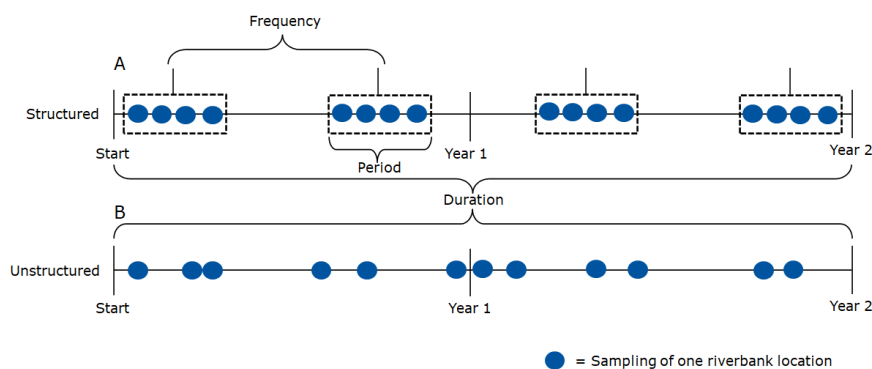 Frequency
A
Structured
Start
Year 1
Year 2
Period
Duration
B
Unstructured
Start
Year 1
Year 2
= Sampling of one riverbank location